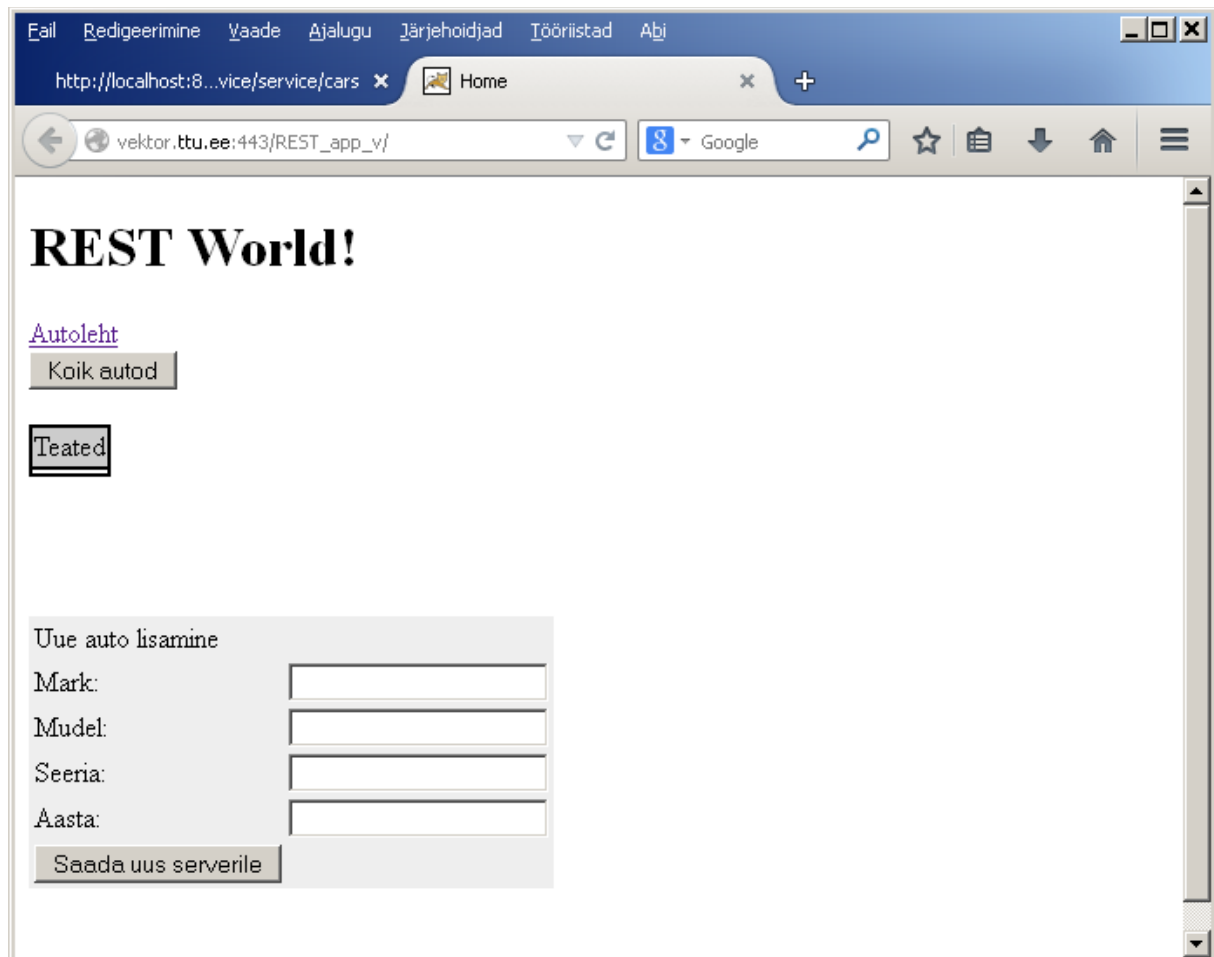 Fail Redigeerimine Vaade Ajalugu Järjehoidjad Tööriistad Abi
http://localhost:8...vice/service/cars Home
vektor.ttu.ee:443/REST_app_v/ 8 Google
REST World!
Autoleht
Koik autod
Teated
Uue auto lisamine
Mark:
Mudel:
Seeria:
Aasta:
Saada uus serverile